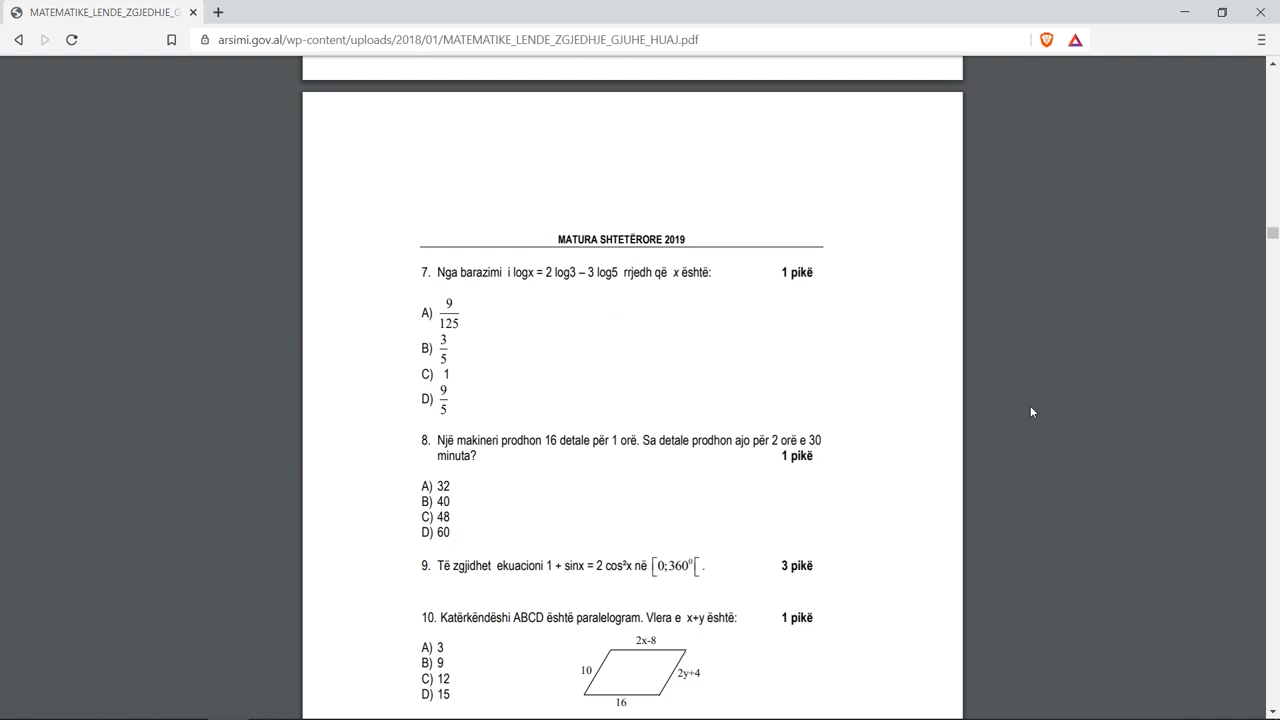 MATEMATIKE_LENDE_ZGJEDHJE_G
arsimi.gov.al/wp-content/uploads/2018/01/MATEMATIKE_LENDE_ZGJEDHJE_GJUHE_HUAJ.pdf
MATURA SHTETËRORE 2019
7. Nga barazimi i logx = 2 log3 – 3 log5 rrjedh që x është: 1 pikë
A) 9/125
B) 3/5
C) 1
D) 9/5
8. Një makineri prodhon 16 detale për 1 orë. Sa detale prodhon ajo për 2 orë e 30
minuta? 1 pikë
A) 32
B) 40
C) 48
D) 60
9. Të zgjidhet ekuacioni 1 + sinx = 2 cos²x në [0;360⁰[ . 3 pikë
10. Katërkëndëshi ABCD është paralelogram. Vlera e x+y është: 1 pikë
A) 3
B) 9
C) 12
D) 15
2x-8
10
2y+4
16